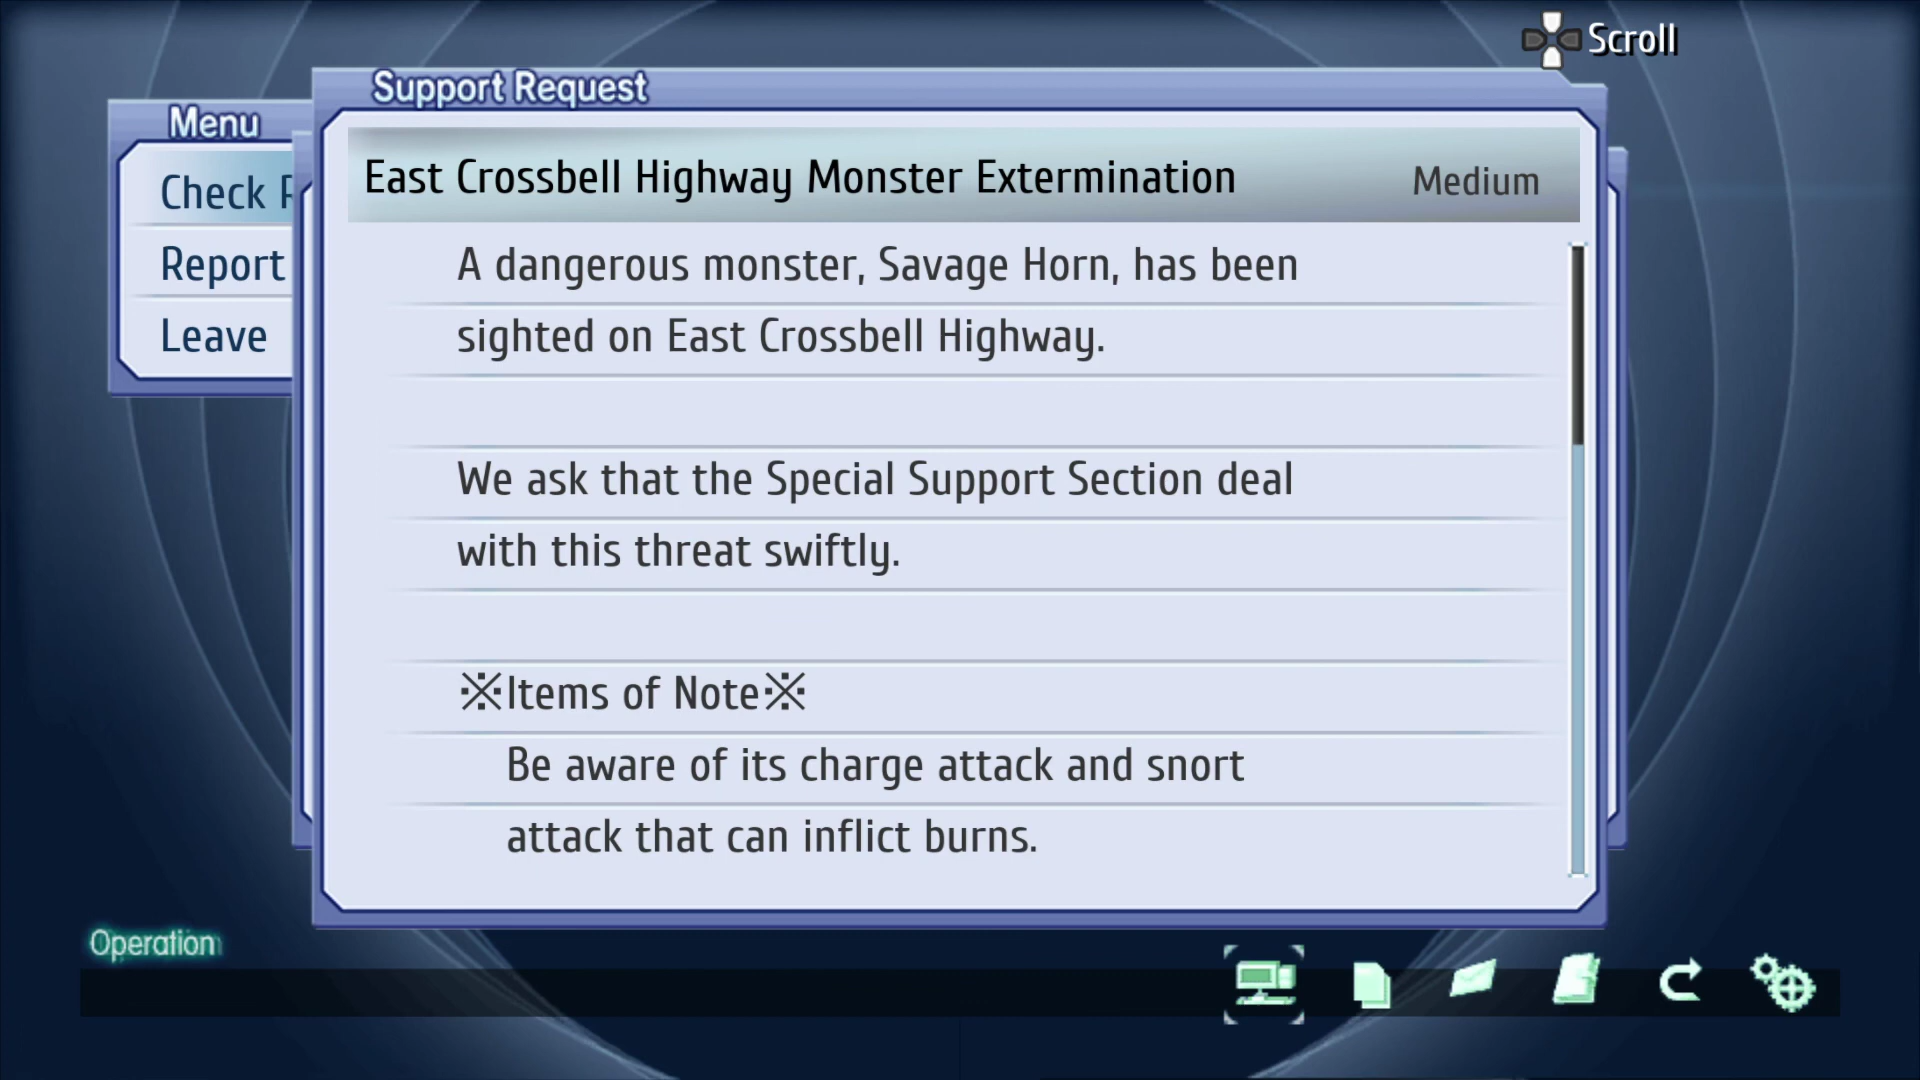 Scroll
Support Request
Menu
East Crossbell Highway Monster Extermination
Medium
Check
Report
Leave
A dangerous monster, Savage Horn, has been
sighted on East Crossbell Highway.
We ask that the Special Support Section deal
with this threat swiftly.
※Items of Note※
Be aware of its charge attack and snort
attack that can inflict burns.
Operation